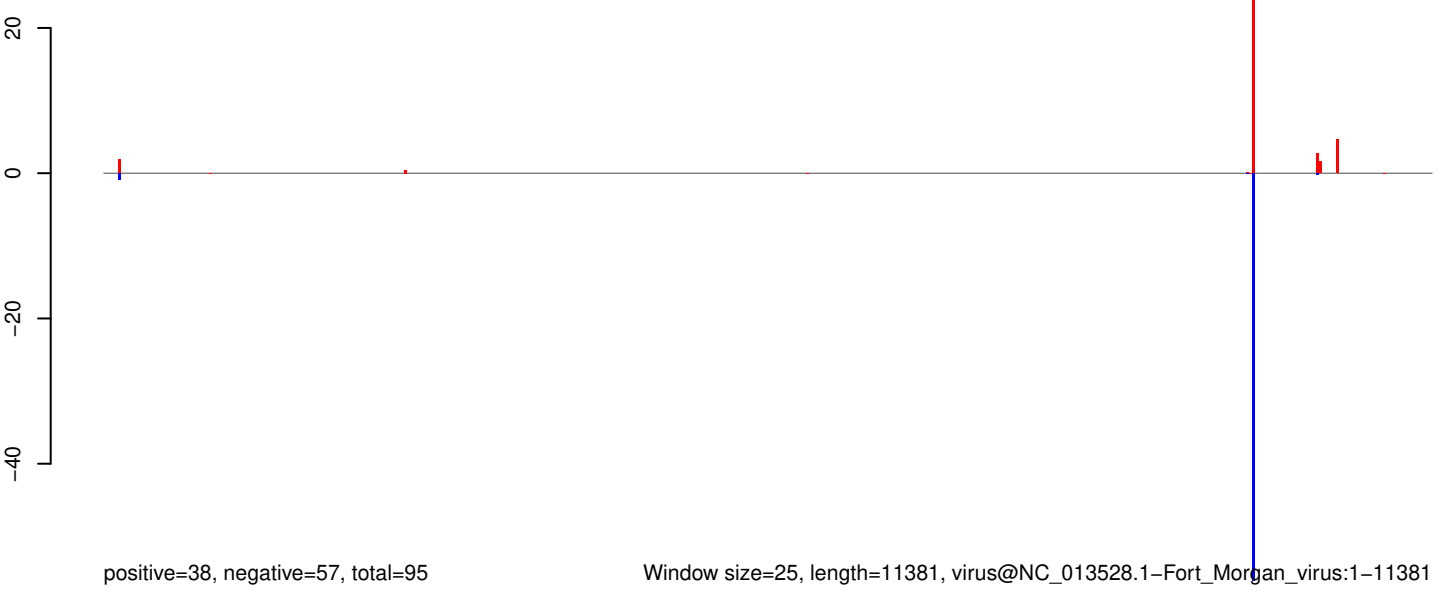 20
0
−20
−40
positive=38, negative=57, total=95
Window size=25, length=11381, virus@NC_013528.1−Fort_Morgan_virus:1−11381